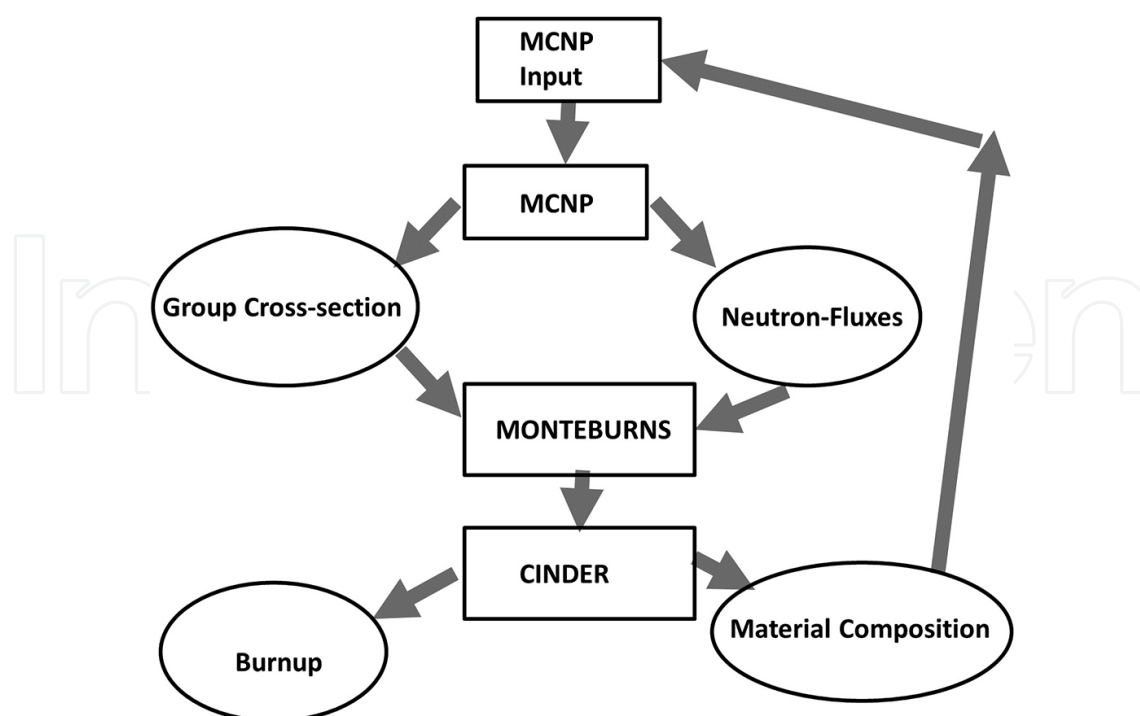 MCNP
Input
MCNP
Group Cross-section
Neutron-Fluxes
MONTEBURNS
CINDER
Material Composition
Burnup